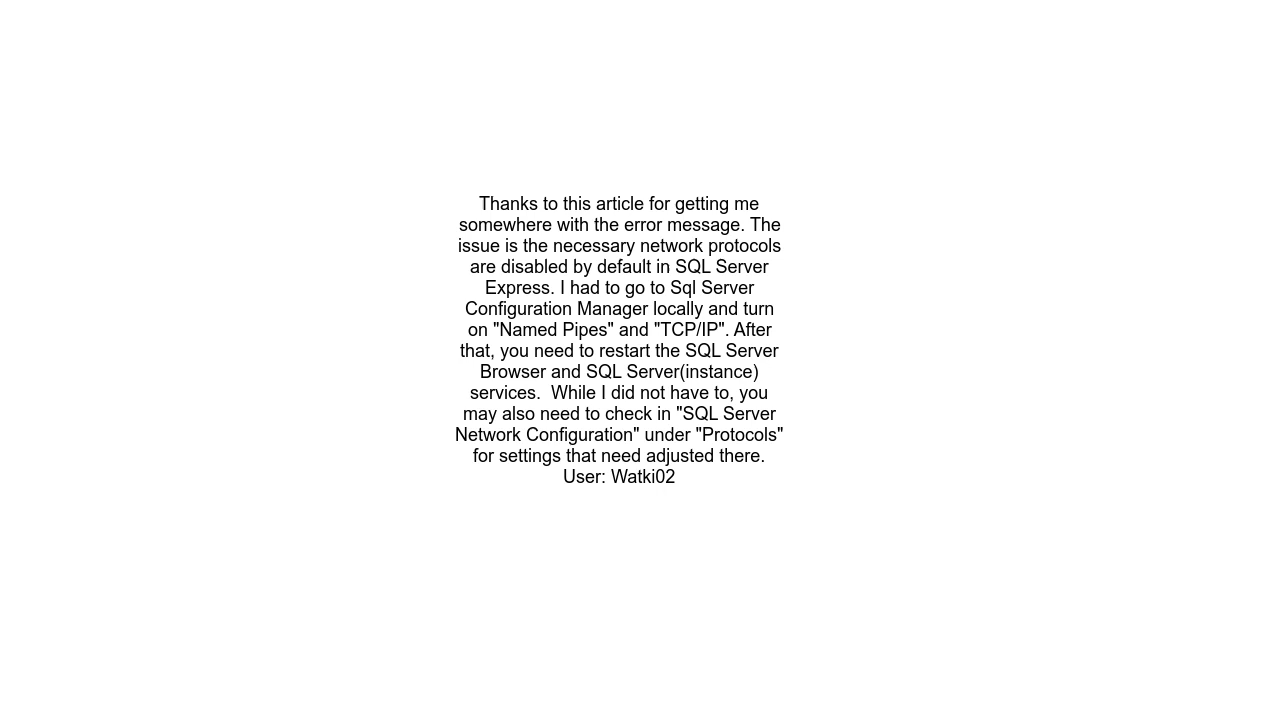 Thanks to this article for getting me
somewhere with the error message. The
issue is the necessary network protocols
are disabled by default in SQL Server
Express. I had to go to Sql Server
Configuration Manager locally and turn
on "Named Pipes" and "TCP/IP". After
that, you need to restart the SQL Server
Browser and SQL Server(instance)
services.  While I did not have to, you
may also need to check in "SQL Server
Network Configuration" under "Protocols"
for settings that need adjusted there.
User: Watki02